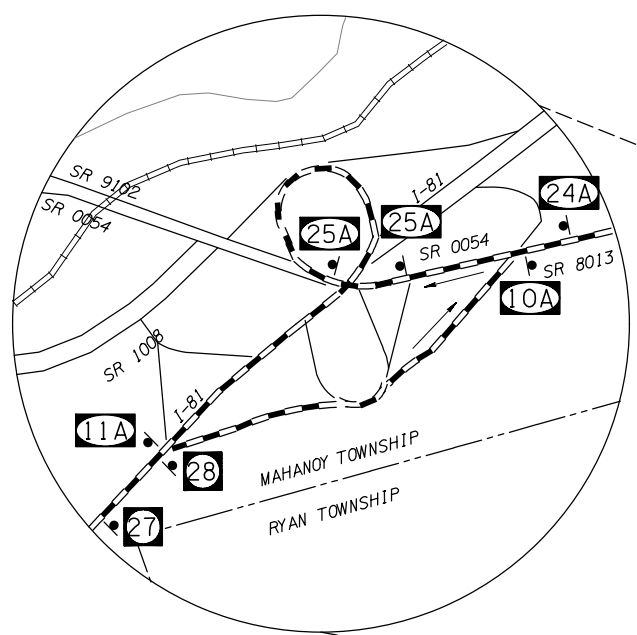 SR 9102
SR 0054
I-81
24A
25A
25A
SR 0054
SR 8013
10A
SR 1008
I-81
11A
28
MAHANOY TOWNSHIP
RYAN TOWNSHIP
27